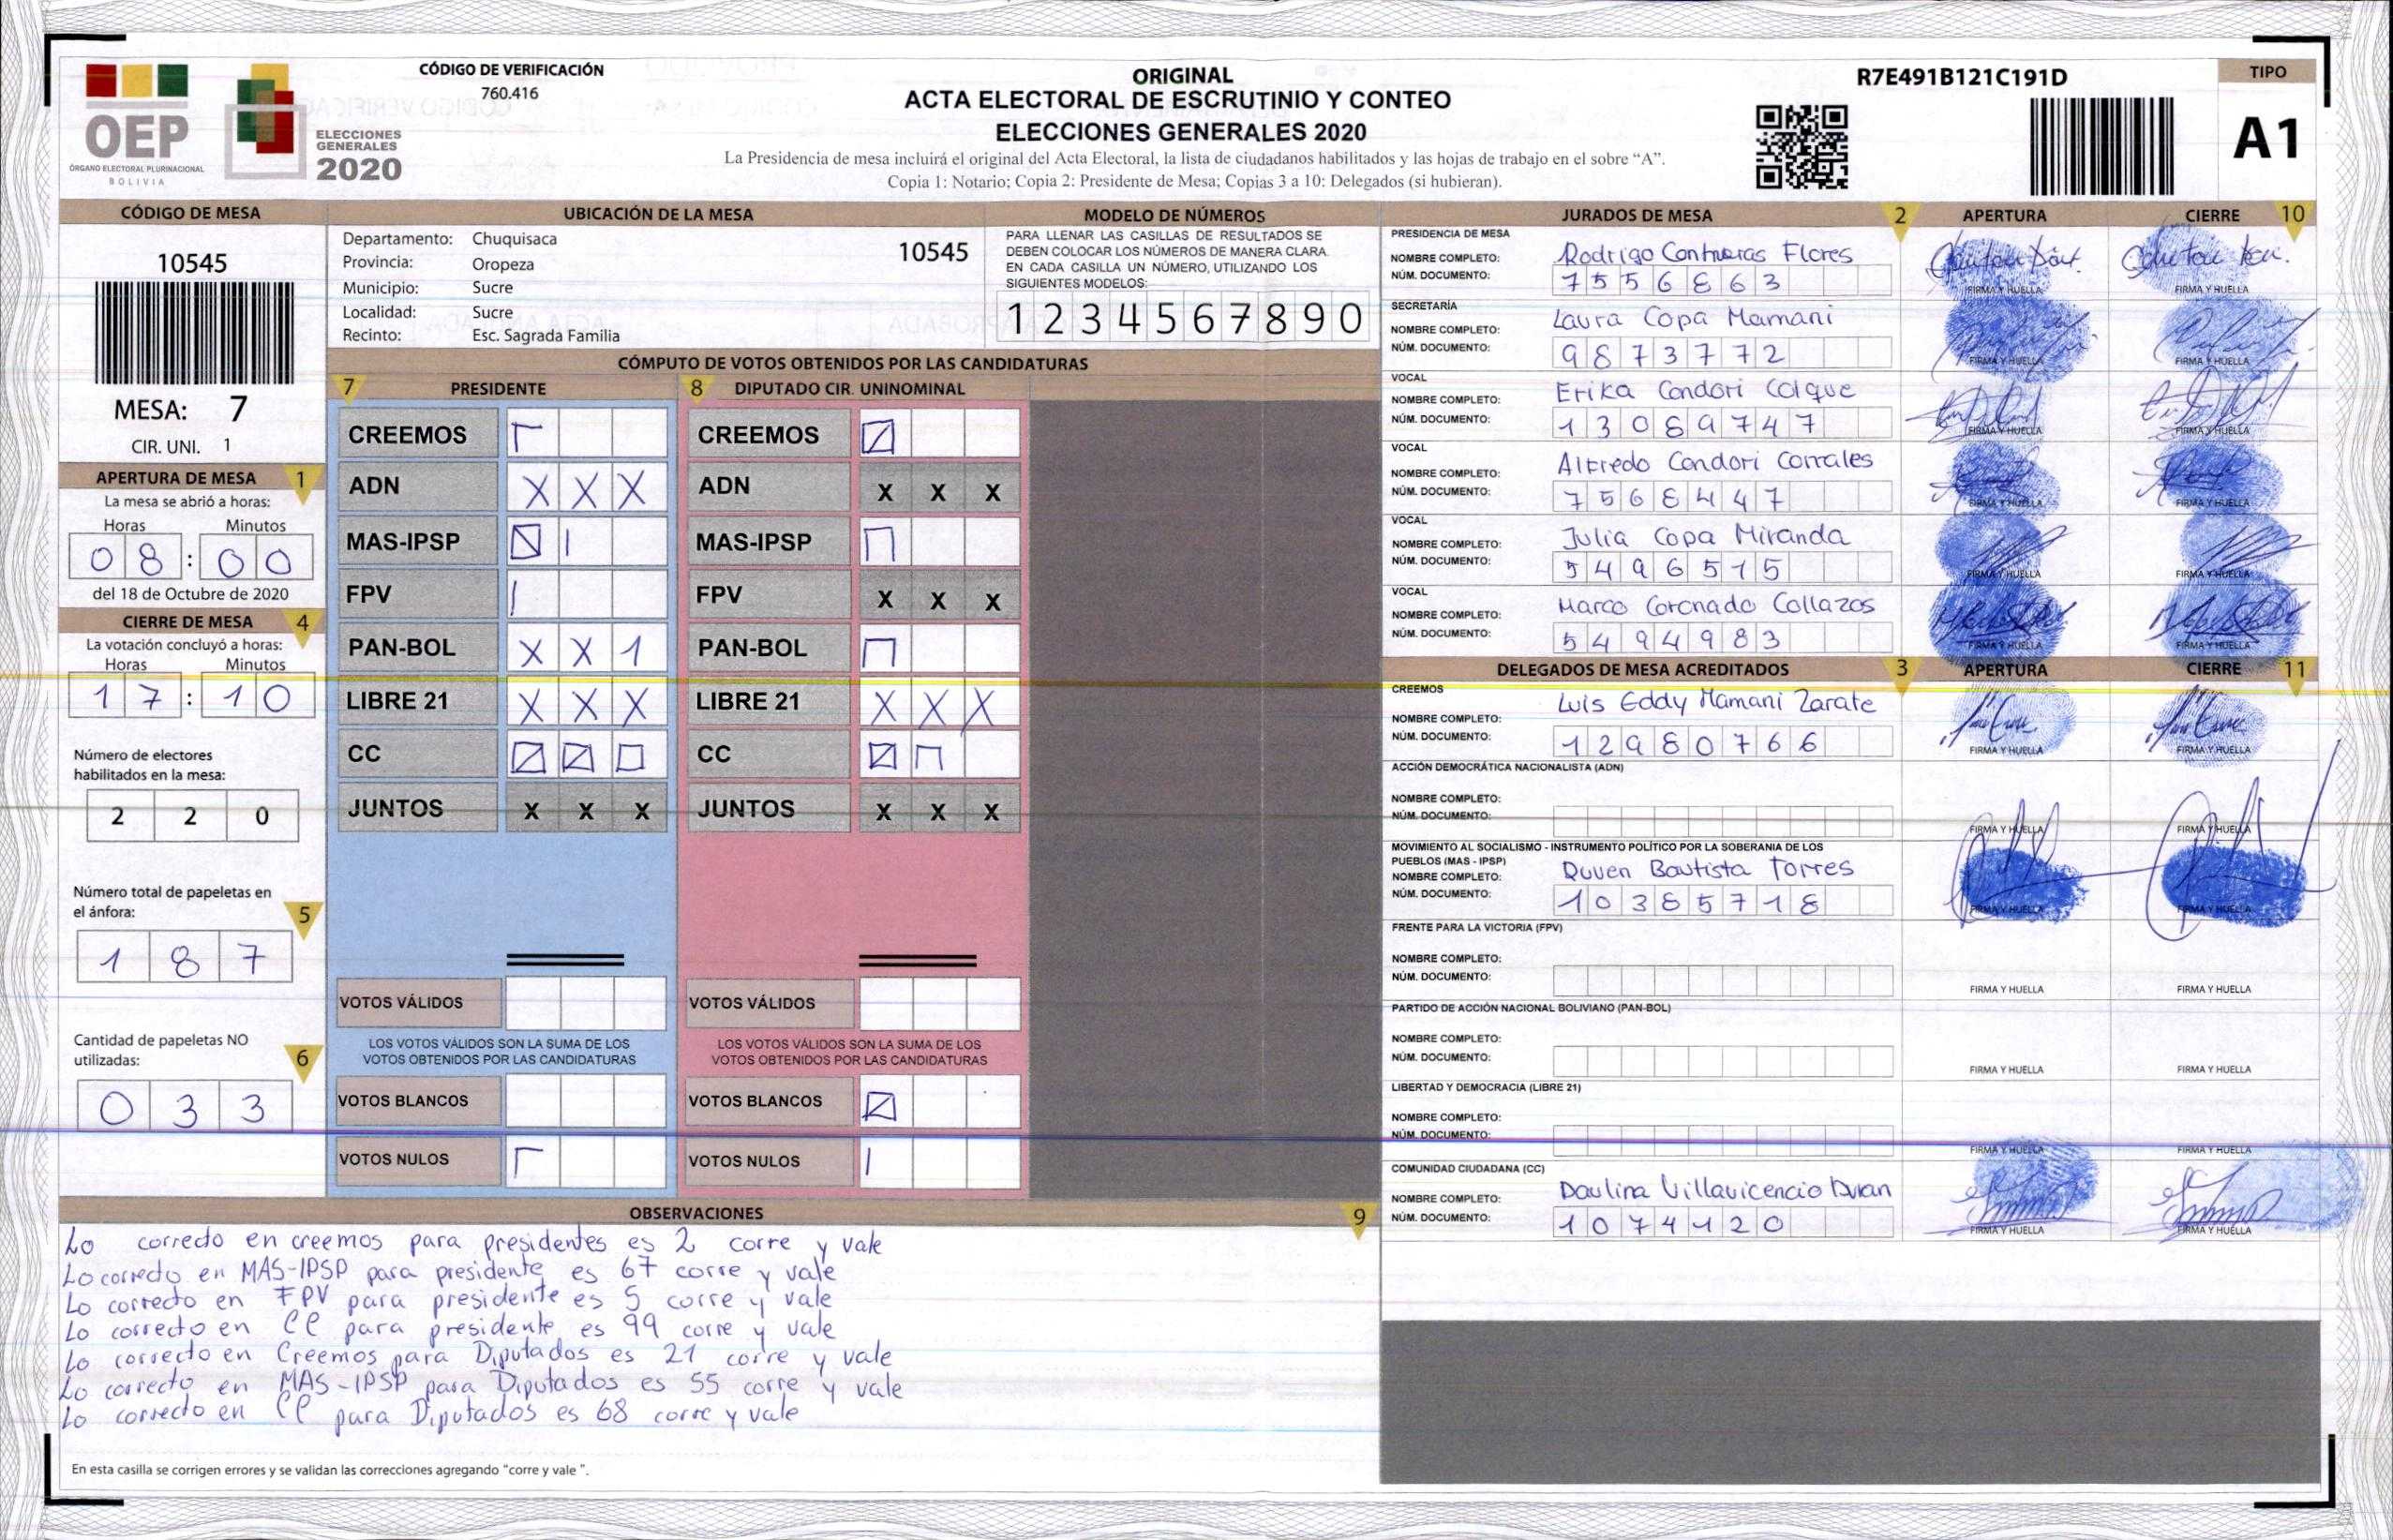 OEP
ÓRGANO ELECTORAL PLURINACIONAL
BOLIVIA
ELECCIONES
GENERALES
2020
CÓDIGO DE VERIFICACIÓN
760.416
ORIGINAL
ACTA ELECTORAL DE ESCRUTINIO Y CONTEO
ELECCIONES GENERALES 2020
La Presidencia de mesa incluirá el original del Acta Electoral, la lista de ciudadanos habilitados y las hojas de trabajo en el sobre “A”.
Copia 1: Notario; Copia 2: Presidente de Mesa; Copias 3 a 10: Delegados (si hubieran).
R7E491B121C191D
TIPO
A1
CÓDIGO DE MESA
10545
MESA: 7
CIR. UNI. 1
APERTURA DE MESA 1
La mesa se abrió a horas:
Horas Minutos
08:00
del 18 de Octubre de 2020
CIERRE DE MESA 4
La votación concluyó a horas:
Horas Minutos
17:10
Número de electores
habilitados en la mesa:
2 2 0
Número total de papeletas en
el ánfora: 5
1 8 7
Cantidad de papeletas NO
utilizadas: 6
0 3 3
UBICACIÓN DE LA MESA
Departamento: Chuquisaca 10545
Provincia: Oropeza
Municipio: Sucre
Localidad: Sucre
Recinto: Esc. Sagrada Familia
MODELO DE NÚMEROS
PARA LLENAR LAS CASILLAS DE RESULTADOS SE
DEBEN COLOCAR LOS NÚMEROS DE MANERA CLARA.
EN CADA CASILLA UN NÚMERO, UTILIZANDO LOS
SIGUIENTES MODELOS:
1 2 3 4 5 6 7 8 9 0
CÓMPUTO DE VOTOS OBTENIDOS POR LAS CANDIDATURAS
7 PRESIDENTE
CREEMOS
ADN X X X
MAS-IPSP
FPV
PAN-BOL X X 1
LIBRE 21 X X X
CC
JUNTOS X X X
VOTOS VÁLIDOS
LOS VOTOS VÁLIDOS SON LA SUMA DE LOS
VOTOS OBTENIDOS POR LAS CANDIDATURAS
VOTOS BLANCOS
VOTOS NULOS
8 DIPUTADO CIR. UNINOMINAL
CREEMOS
ADN X X X
MAS-IPSP
FPV X X X
PAN-BOL
LIBRE 21 X X X
CC
JUNTOS X X X
VOTOS VÁLIDOS
LOS VOTOS VÁLIDOS SON LA SUMA DE LOS
VOTOS OBTENIDOS POR LAS CANDIDATURAS
VOTOS BLANCOS
VOTOS NULOS
OBSERVACIONES 9
Lo correcto en creemos para presidentes es 2 corre y vale
Lo correcto en MAS-IPSP para presidente es 67 corre y vale
Lo correcto en FPV para presidente es 5 corre y vale
Lo correcto en CC para presidente es 99 corre y vale
Lo correcto en Creemos para Diputados es 21 corre y vale
Lo correcto en MAS-IPSP para Diputados es 55 corre y vale
Lo correcto en CC para Diputados es 68 corre y vale
En esta casilla se corrigen errores y se validan las correcciones agregando “corre y vale ”.
JURADOS DE MESA 2 APERTURA CIERRE 10
PRESIDENCIA DE MESA
NOMBRE COMPLETO: Rodrigo Contreras Flores
NÚM. DOCUMENTO: 7556863
FIRMA Y HUELLA FIRMA Y HUELLA
SECRETARÍA
NOMBRE COMPLETO: Laura Copa Mamani
NÚM. DOCUMENTO: 9873772
FIRMA Y HUELLA FIRMA Y HUELLA
VOCAL
NOMBRE COMPLETO: Erika Condori Colque
NÚM. DOCUMENTO: 13089747
FIRMA Y HUELLA FIRMA Y HUELLA
VOCAL
NOMBRE COMPLETO: Alfredo Condori Corrales
NÚM. DOCUMENTO: 7568447
FIRMA Y HUELLA FIRMA Y HUELLA
VOCAL
NOMBRE COMPLETO: Julia Copa Miranda
NÚM. DOCUMENTO: 5496515
FIRMA Y HUELLA FIRMA Y HUELLA
VOCAL
NOMBRE COMPLETO: Marco Coronado Collazos
NÚM. DOCUMENTO: 5494983
FIRMA Y HUELLA FIRMA Y HUELLA
DELEGADOS DE MESA ACREDITADOS 3 APERTURA CIERRE 11
CREEMOS
NOMBRE COMPLETO: Luis Eddy Mamani Zarate
NÚM. DOCUMENTO: 12980766
FIRMA Y HUELLA FIRMA Y HUELLA
ACCIÓN DEMOCRÁTICA NACIONALISTA (ADN)
NOMBRE COMPLETO:
NÚM. DOCUMENTO:
FIRMA Y HUELLA FIRMA Y HUELLA
MOVIMIENTO AL SOCIALISMO - INSTRUMENTO POLÍTICO POR LA SOBERANIA DE LOS
PUEBLOS (MAS - IPSP)
NOMBRE COMPLETO: Ruven Bautista Torres
NÚM. DOCUMENTO: 10385718
FIRMA Y HUELLA FIRMA Y HUELLA
FRENTE PARA LA VICTORIA (FPV)
NOMBRE COMPLETO:
NÚM. DOCUMENTO:
FIRMA Y HUELLA FIRMA Y HUELLA
PARTIDO DE ACCIÓN NACIONAL BOLIVIANO (PAN-BOL)
NOMBRE COMPLETO:
NÚM. DOCUMENTO:
FIRMA Y HUELLA FIRMA Y HUELLA
LIBERTAD Y DEMOCRACIA (LIBRE 21)
NOMBRE COMPLETO:
NÚM. DOCUMENTO:
FIRMA Y HUELLA FIRMA Y HUELLA
COMUNIDAD CIUDADANA (CC)
NOMBRE COMPLETO: Paulina Villavicencio Duran
NÚM. DOCUMENTO: 1074120
FIRMA Y HUELLA FIRMA Y HUELLA